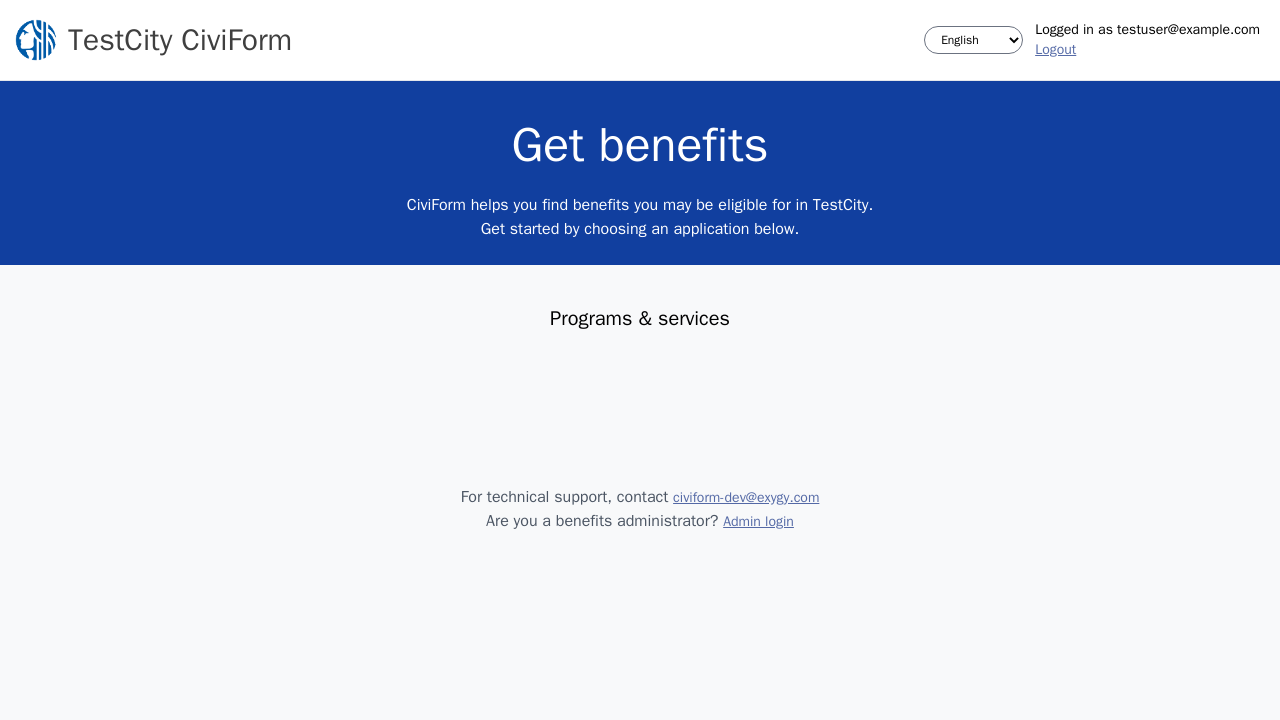 TestCity CiviForm
English
Logged in as testuser@example.com
Logout
Get benefits
CiviForm helps you find benefits you may be eligible for in TestCity.
Get started by choosing an application below.
Programs & services
For technical support, contact civiform-dev@exygy.com
Are you a benefits administrator? Admin login